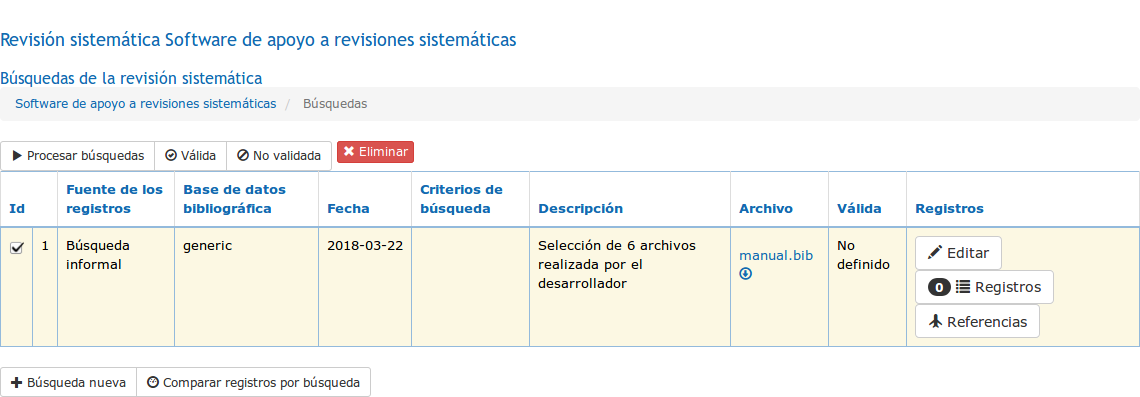 Revisión sistemática Software de apoyo a revisiones sistemáticas
Búsquedas de la revisión sistemática
Software de apoyo a revisiones sistemáticas / Búsquedas
Procesar búsquedas Válida No validada Eliminar
Id Fuente de los registros Base de datos bibliográfica Fecha Criterios de búsqueda Descripción Archivo Válida Registros
1 Búsqueda informal generic 2018-03-22 Selección de 6 archivos realizada por el desarrollador manual.bib No definido
Editar
0 Registros
Referencias
Búsqueda nueva Comparar registros por búsqueda